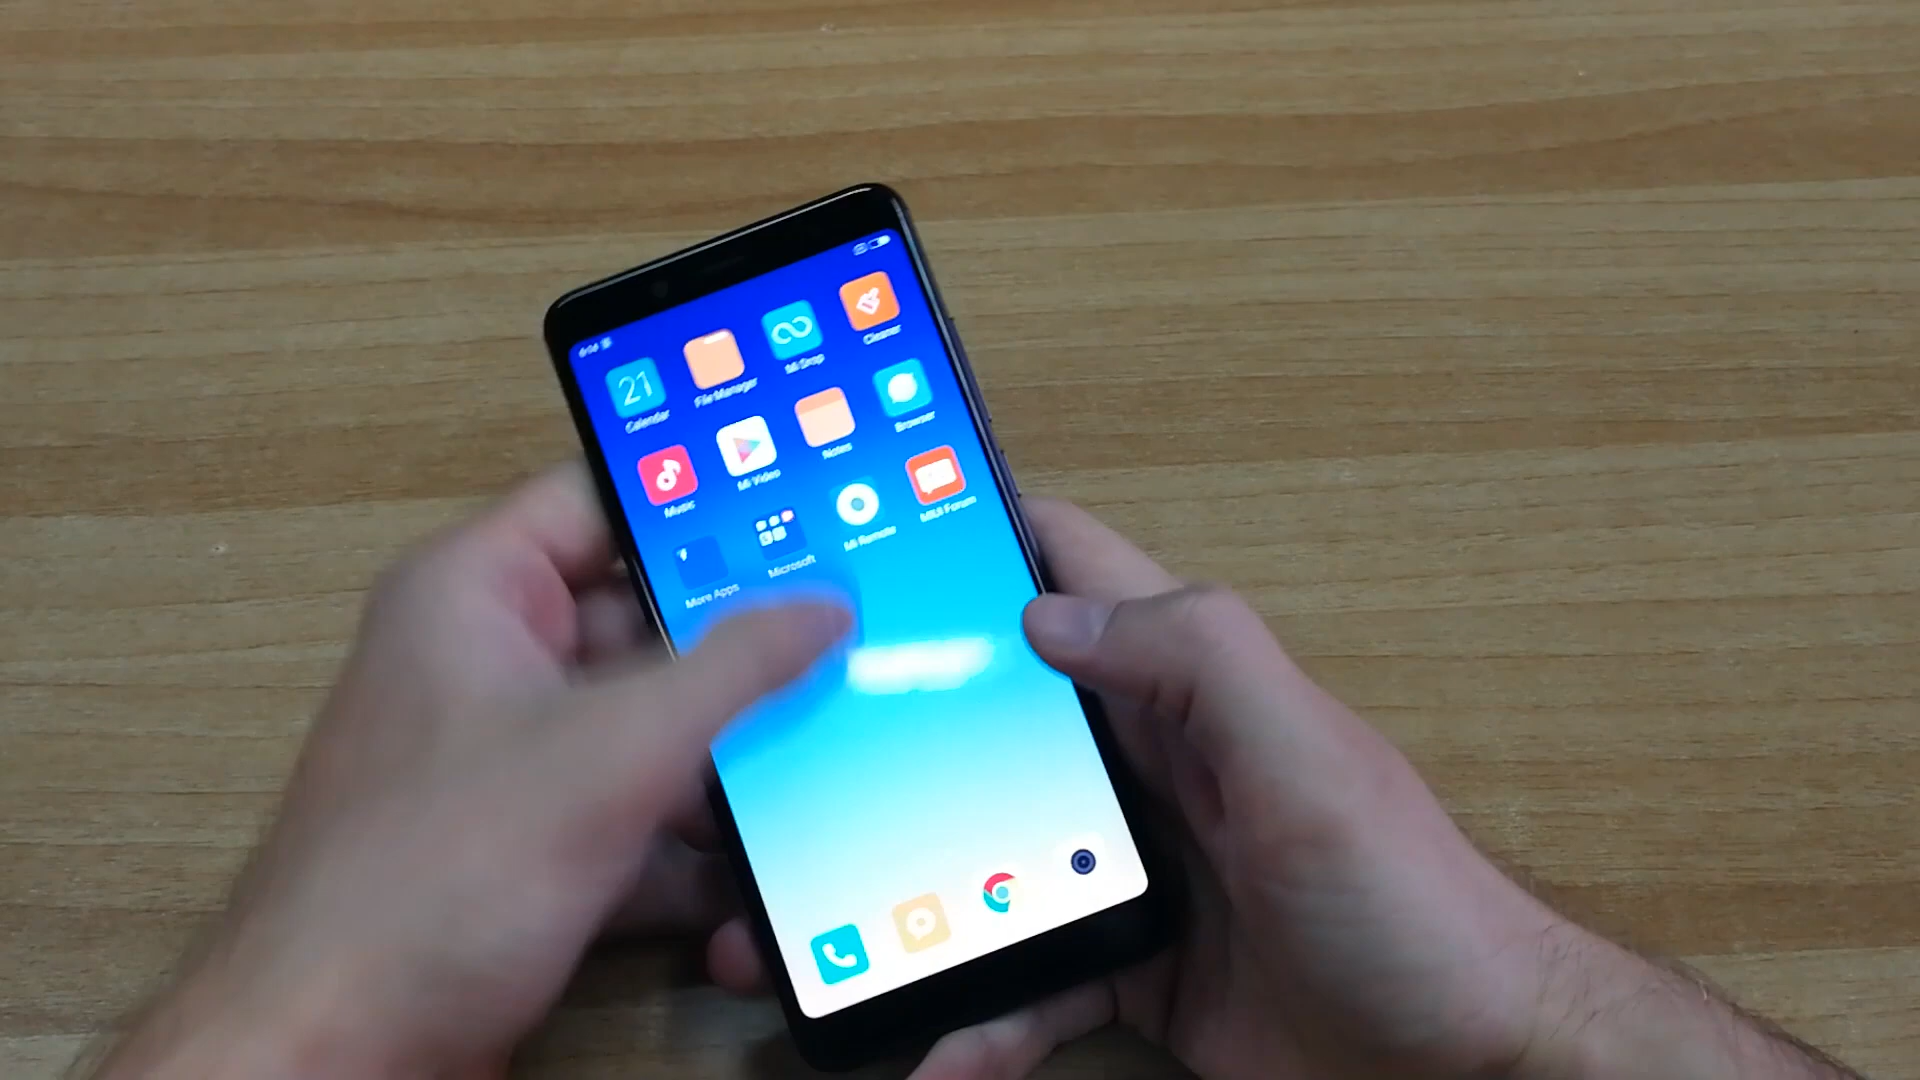 21
Calendar
File Manager
Mi Drop
Cleaner
Music
Mi Video
Notes
Browser
More Apps
Microsoft
Mi Remote
MIUI Forum